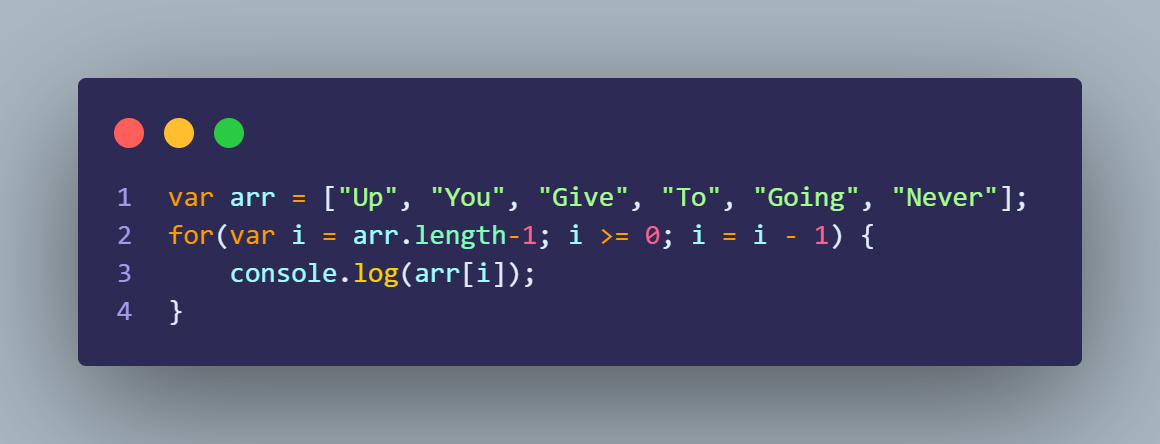 1 var arr = ["Up", "You", "Give", "To", "Going", "Never"];
2 for(var i = arr.length-1; i >= 0; i = i - 1) {
3     console.log(arr[i]);
4 }